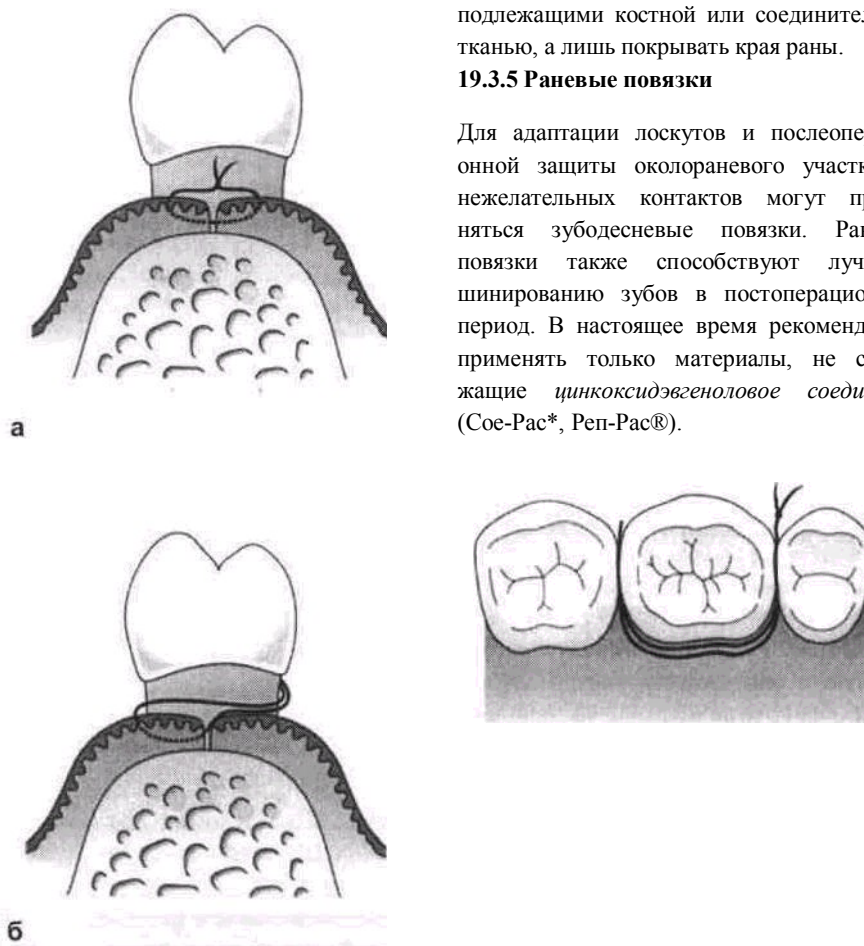 подлежащими костной или соедините
тканью, а лишь покрывать края раны.
19.3.5 Раневые повязки
Для адаптации лоскутов и послеопе
онной защиты околораневого участк
нежелательных контактов могут пр
няться зубодесневые повязки. Ран
повязки также способствуют луч
шинированию зубов в постоперацио
период. В настоящее время рекоменд
применять только материалы, не с
жащие цинкоксидэвгеноловое соеди
(Сое-Рас*, Реп-Рас®).
а
б